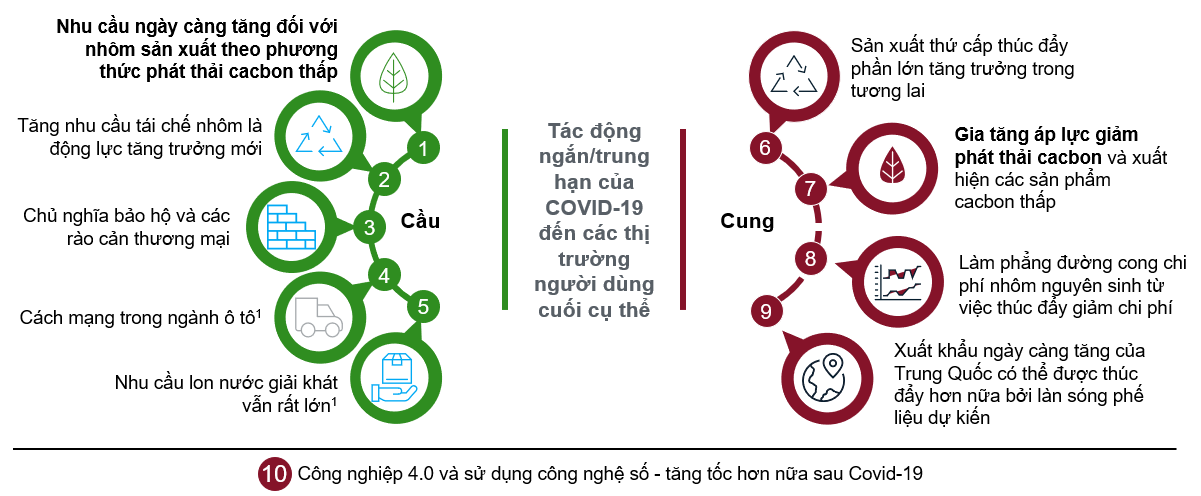 Nhu cầu ngày càng tăng đối với
nhôm sản xuất theo phương
thức phát thải cacbon thấp
1
Tăng nhu cầu tái chế nhôm là
động lực tăng trưởng mới
2
Chủ nghĩa bảo hộ và các
rào cản thương mại
3
Cách mạng trong ngành ô tô¹
4
Nhu cầu lon nước giải khát
vẫn rất lớn¹
5
Cầu
Tác động
ngắn/trung
hạn của
COVID-19
đến các thị
trường
người dùng
cuối cụ thể
Cung
6
Sản xuất thứ cấp thúc đẩy
phần lớn tăng trưởng trong
tương lai
7
Gia tăng áp lực giảm
phát thải cacbon và xuất
hiện các sản phẩm
cacbon thấp
8
Làm phẳng đường cong chi
phí nhôm nguyên sinh từ
việc thúc đẩy giảm chi phí
9
Xuất khẩu ngày càng tăng của
Trung Quốc có thể được thúc
đẩy hơn nữa bởi làn sóng phế
liệu dự kiến
10 Công nghiệp 4.0 và sử dụng công nghệ số - tăng tốc hơn nữa sau Covid-19